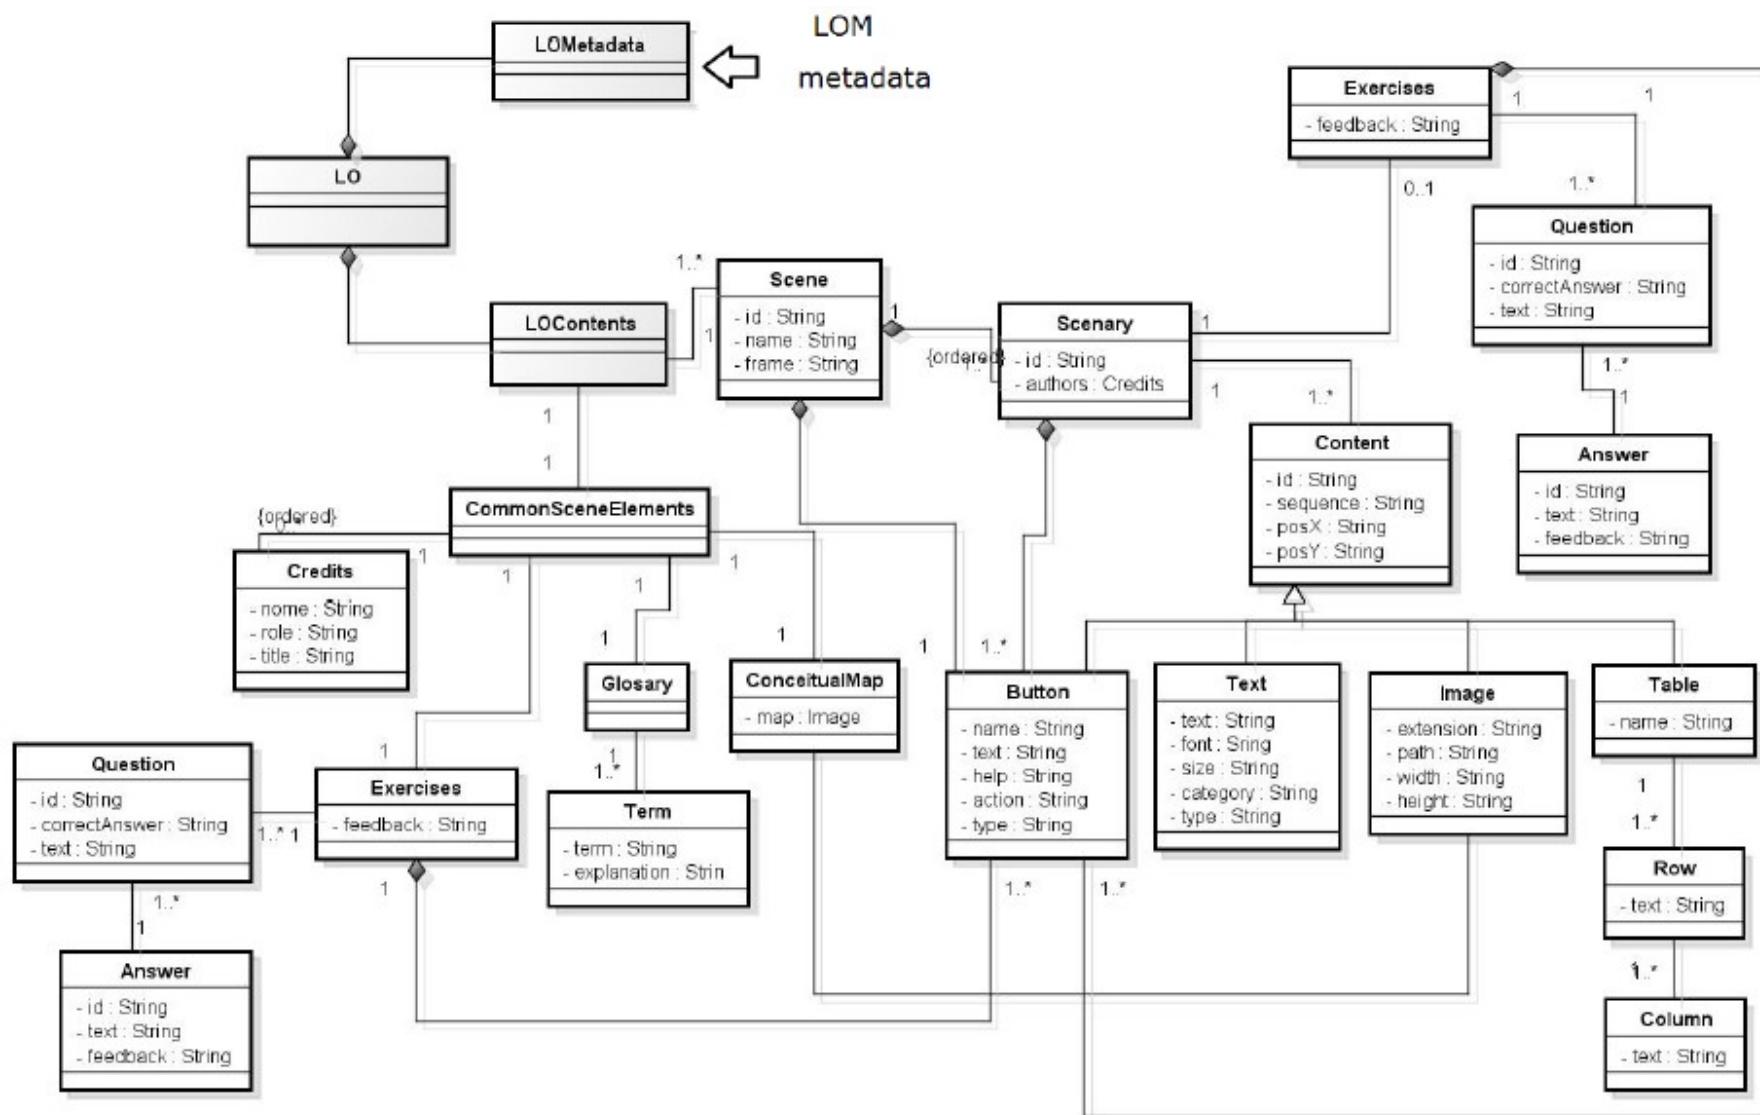 LOM
metadata
LOMetadata
LO
LOContents
1..*
1
Scene
- id : String
- name : String
- frame : String
1
{ordered}
1..*
Scenary
- id : String
- authors : Credits
1
0..1
Exercises
- feedback : String
1
1
1..*
Question
- id : String
- correctAnswer : String
- text : String
1..*
1
Answer
- id : String
- text : String
- feedback : String
1
1..*
Content
- id : String
- sequence : String
- posX : String
- posY : String
1
1
CommonSceneElements
{ordered}
0..*
1
1
1
1
Credits
- nome : String
- role : String
- title : String
1
Glosary
1
1..*
Term
- term : String
- explanation : Strin
1
ConceitualMap
- map : Image
1
1..*
Button
- name : String
- text : String
- help : String
- action : String
- type : String
1..*
1..*
Text
- text : String
- font : Sring
- size : String
- category : String
- type : String
Image
- extension : String
- path : String
- width : String
- height : String
Table
- name : String
1
1..*
Row
- text : String
1..*
Column
- text : String
1
Exercises
- feedback : String
1
1..* 1
Question
- id : String
- correctAnswer : String
- text : String
1..*
1
Answer
- id : String
- text : String
- feedback : String